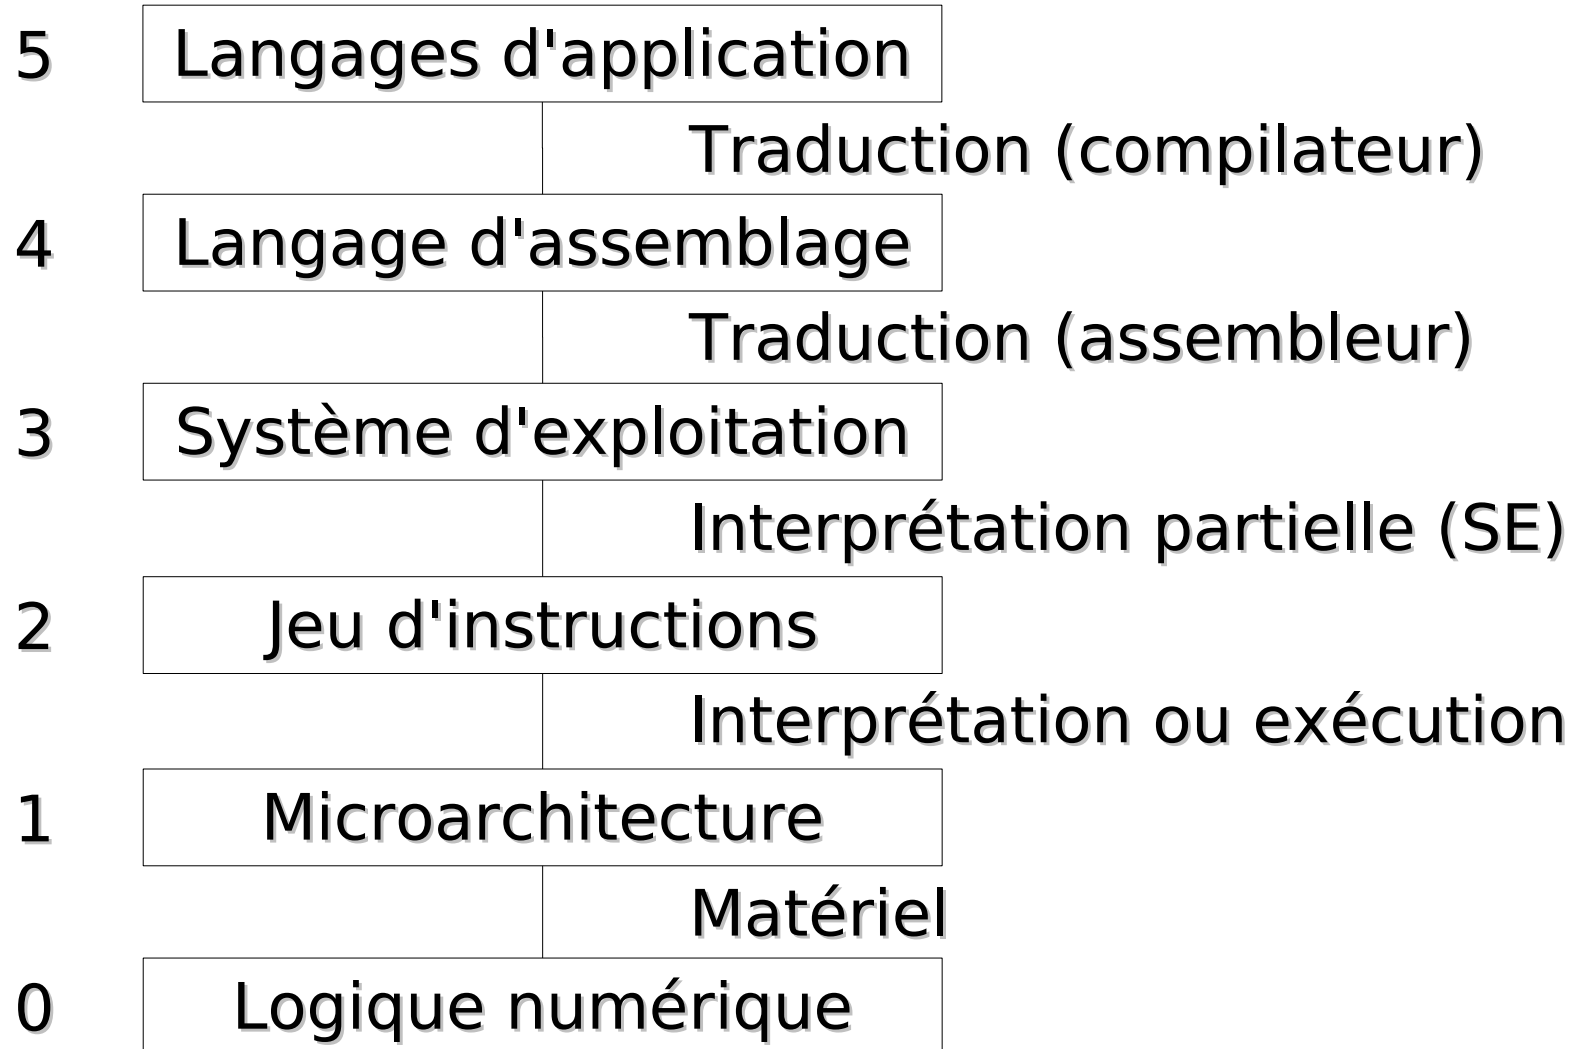 5 Langages d'application
Traduction (compilateur)
4 Langage d'assemblage
Traduction (assembleur)
3 Système d'exploitation
Interprétation partielle (SE)
2 Jeu d'instructions
Interprétation ou exécution
1 Microarchitecture
Matériel
0 Logique numérique